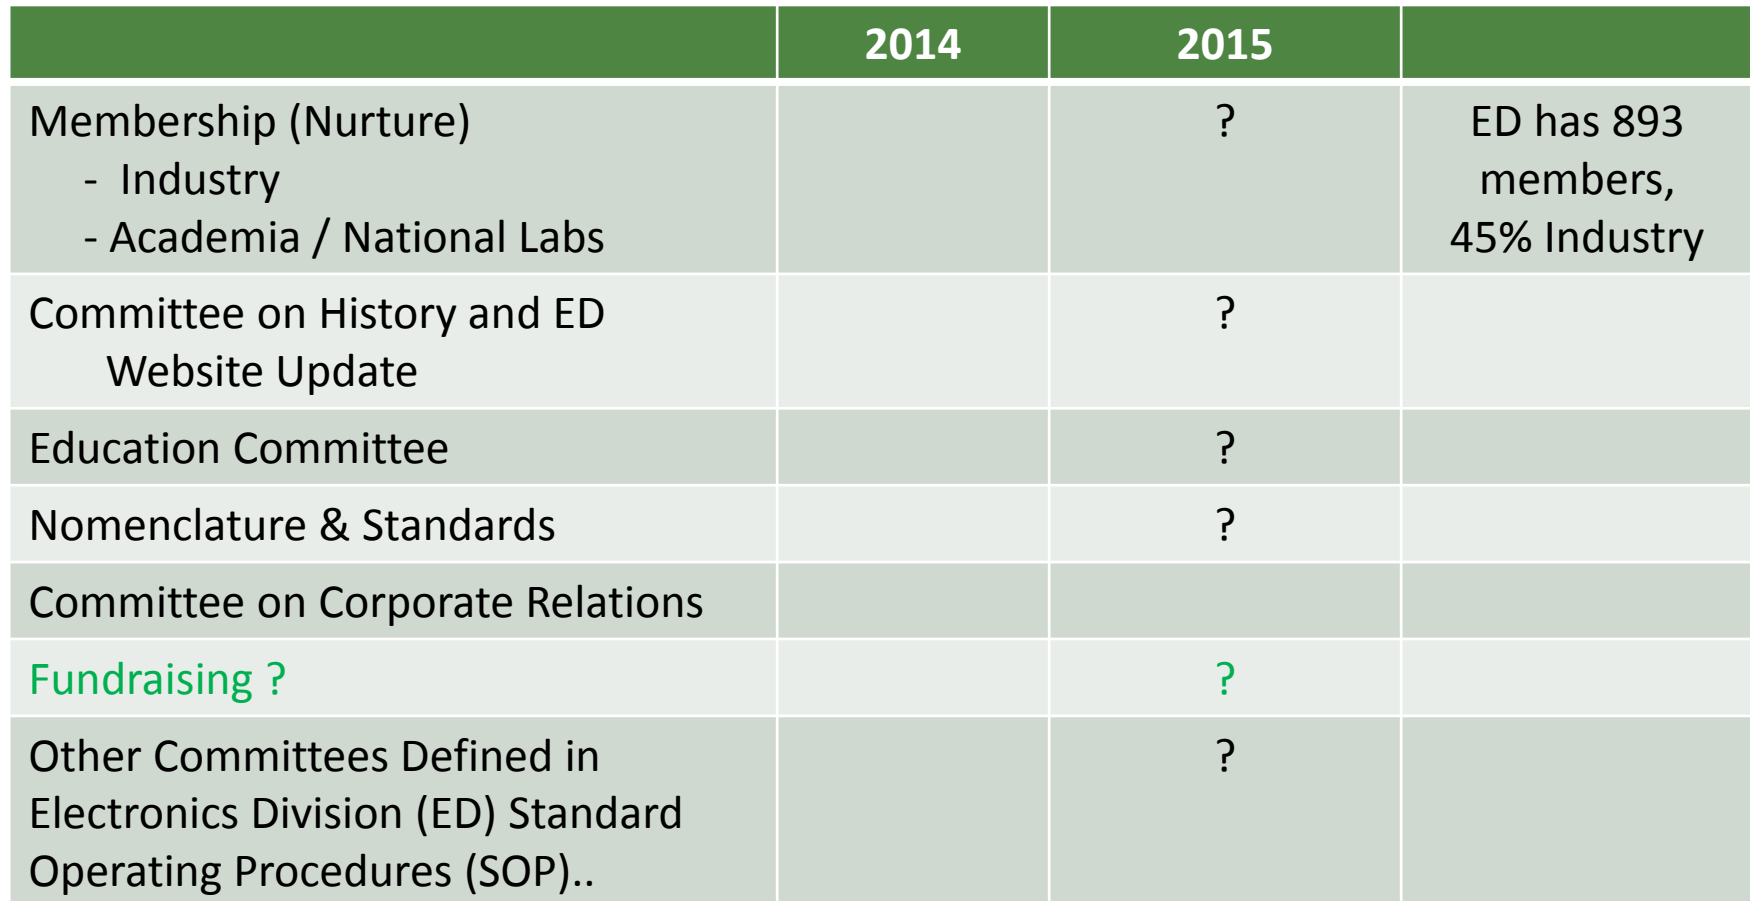 2014 2015
Membership (Nurture) ? ED has 893
- Industry members,
- Academia / National Labs 45% Industry
Committee on History and ED ?
Website Update
Education Committee ?
Nomenclature & Standards ?
Committee on Corporate Relations
Fundraising ? ?
Other Committees Defined in ?
Electronics Division (ED) Standard
Operating Procedures (SOP)..